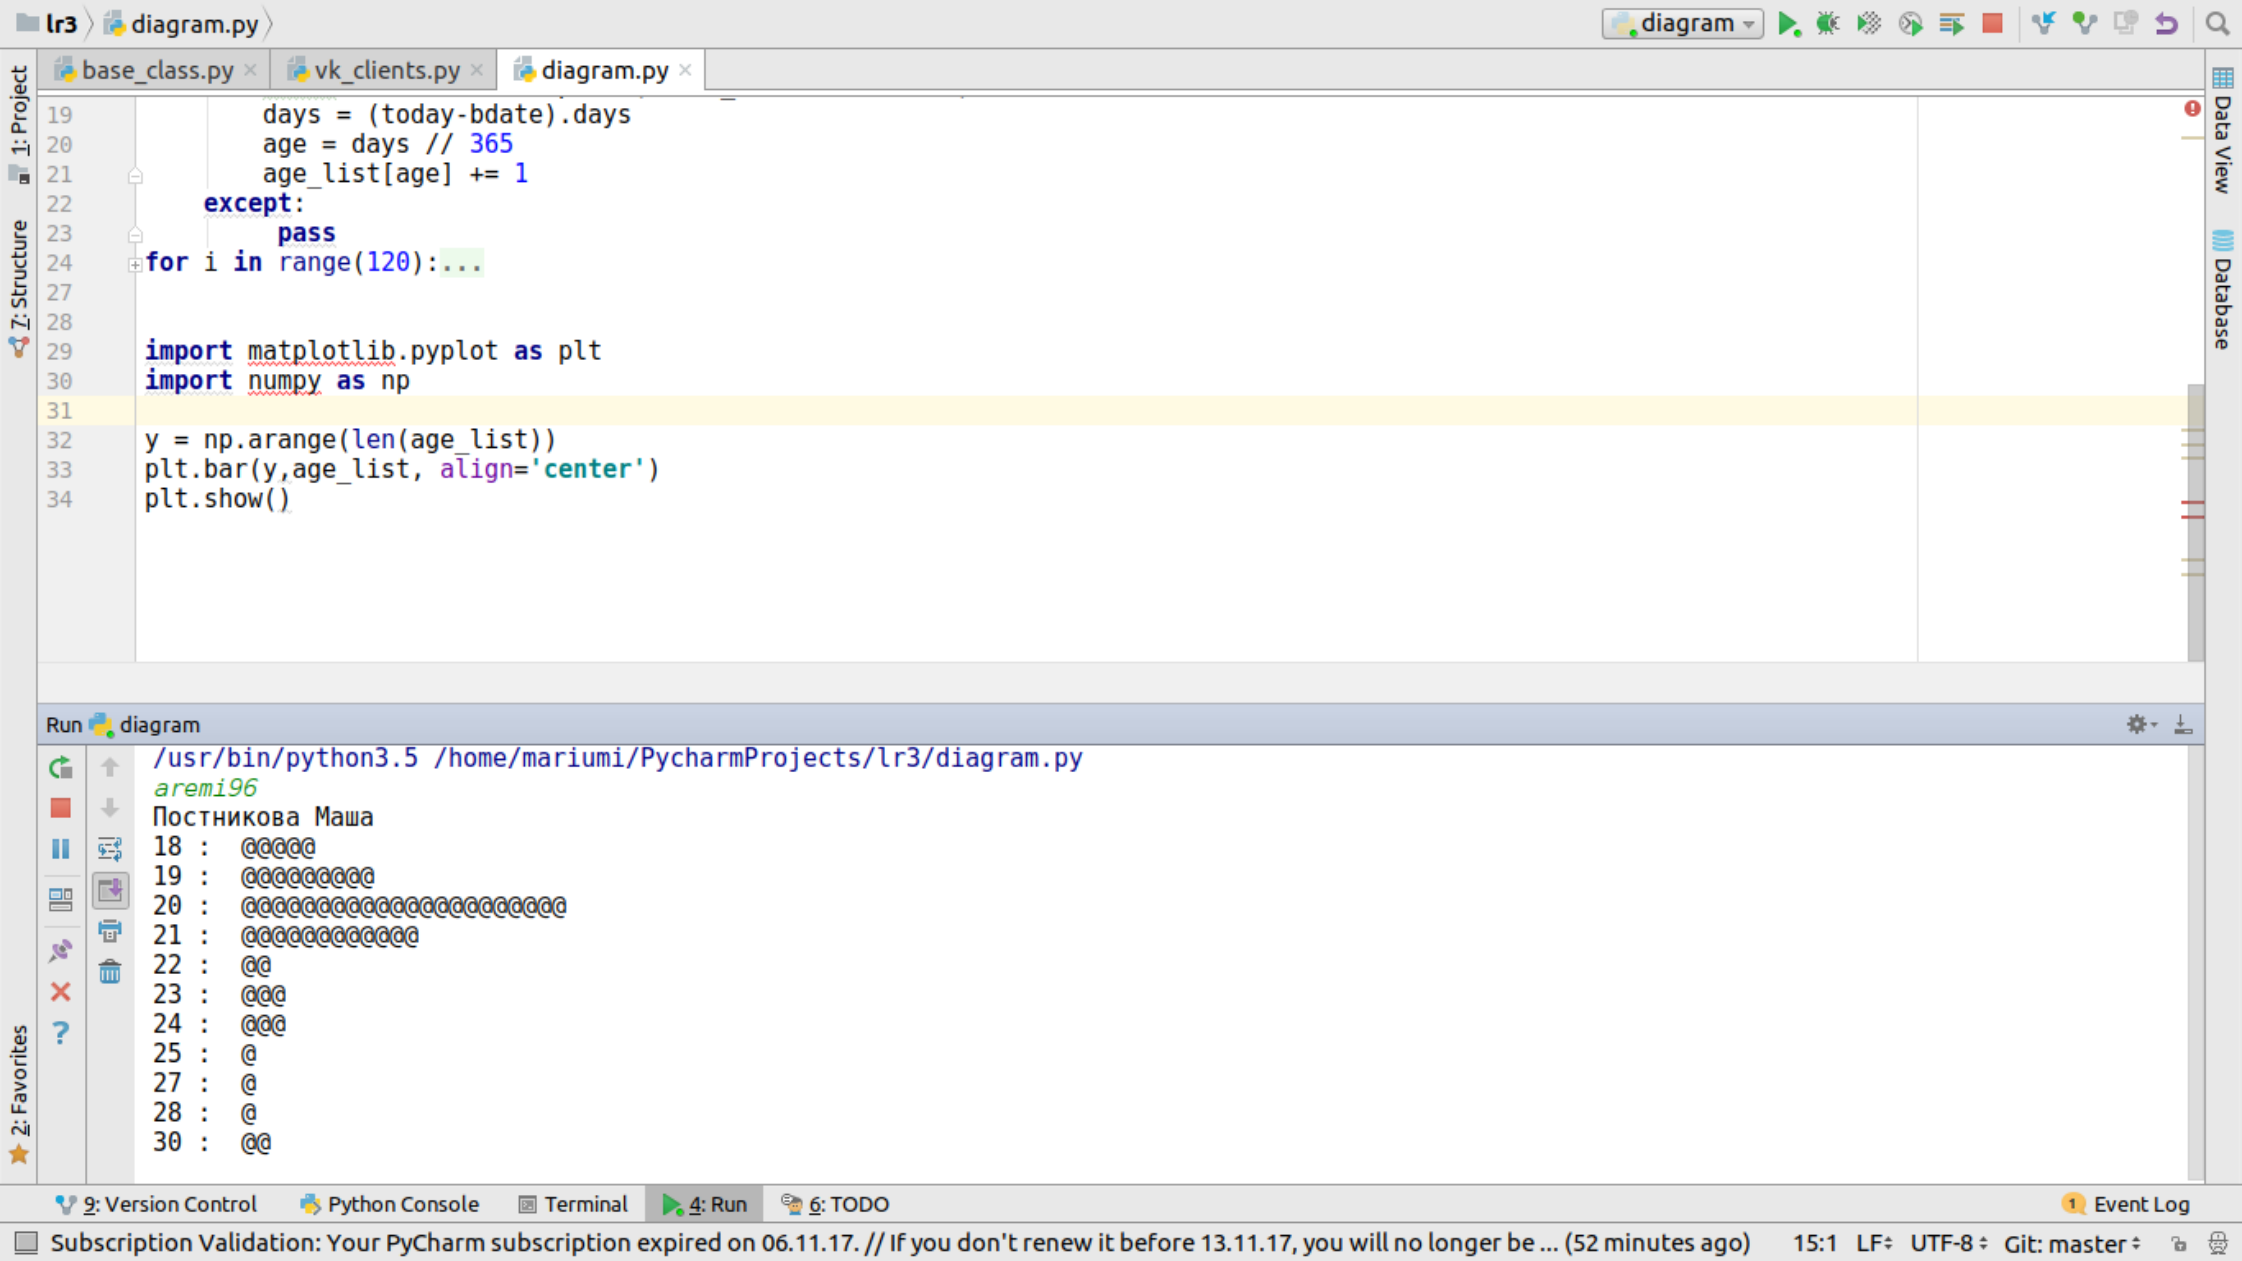 lr3 diagram.py diagram
base_class.py vk_clients.py diagram.py
1: Project
7: Structure
2: Favorites
19 days = (today-bdate).days
20 age = days // 365
21 age_list[age] += 1
22 except:
23 pass
24 for i in range(120):...
27
28
29 import matplotlib.pyplot as plt
30 import numpy as np
31
32 y = np.arange(len(age_list))
33 plt.bar(y,age_list, align='center')
34 plt.show()
Data View
Database
Run diagram
/usr/bin/python3.5 /home/mariumi/PycharmProjects/lr3/diagram.py
aremi96
Постникова Маша
18 : @@@@@
19 : @@@@@@@@@
20 : @@@@@@@@@@@@@@@@@@@@@@
21 : @@@@@@@@@@@@
22 : @@
23 : @@@
24 : @@@
25 : @
27 : @
28 : @
30 : @@
9: Version Control Python Console Terminal 4: Run 6: TODO 1 Event Log
Subscription Validation: Your PyCharm subscription expired on 06.11.17. // If you don't renew it before 13.11.17, you will no longer be ... (52 minutes ago) 15:1 LF UTF-8 Git: master